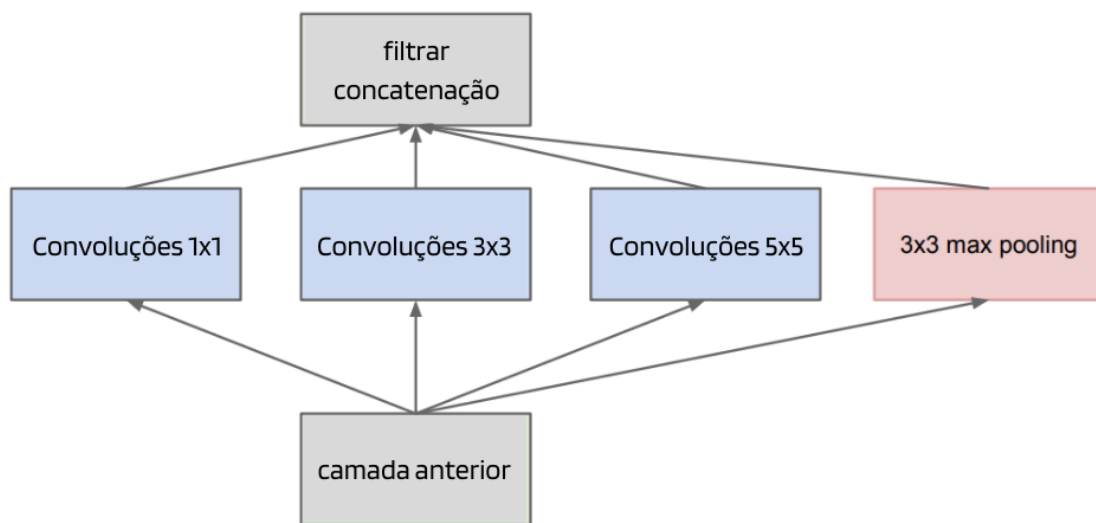 filtrar
concatenação
Convoluções 1x1
Convoluções 3x3
Convoluções 5x5
3x3 max pooling
camada anterior